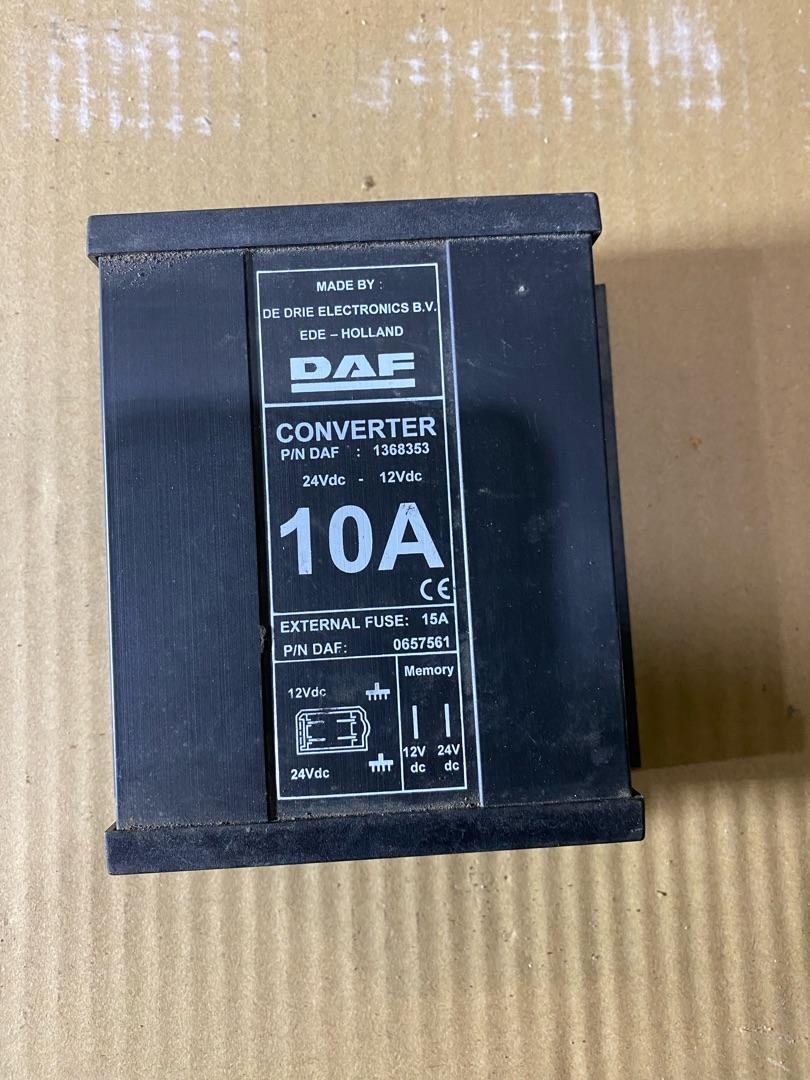 MADE BY :
DE DRIE ELECTRONICS B.V.
EDE – HOLLAND
DAF
CONVERTER
P/N DAF : 1368353
24Vdc - 12Vdc
10A
CE
EXTERNAL FUSE: 15A
P/N DAF: 0657561
Memory
12Vdc
12V 24V
dc dc
24Vdc